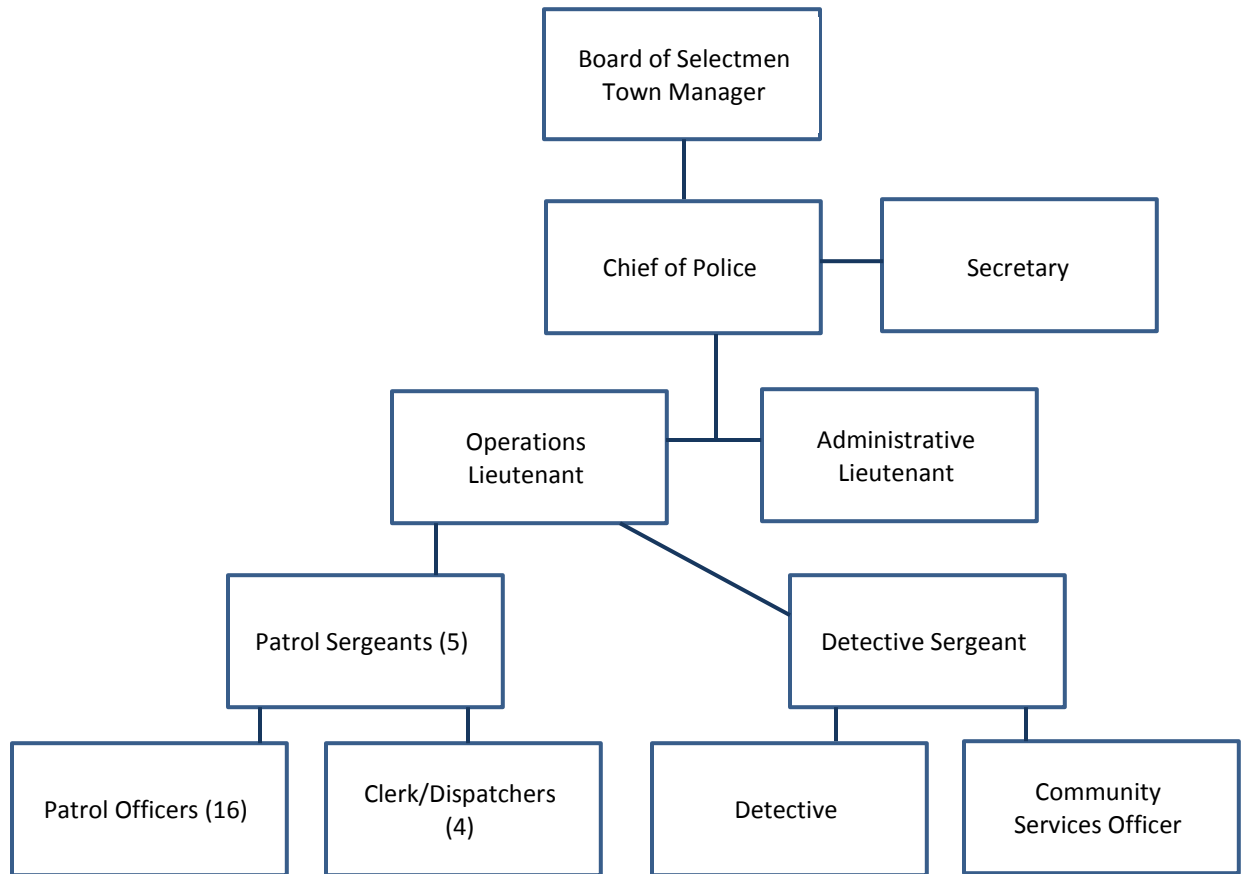 Board of Selectmen
Town Manager
Chief of Police
Secretary
Operations
Lieutenant
Administrative
Lieutenant
Patrol Sergeants (5)
Detective Sergeant
Patrol Officers (16)
Clerk/Dispatchers
(4)
Detective
Community
Services Officer